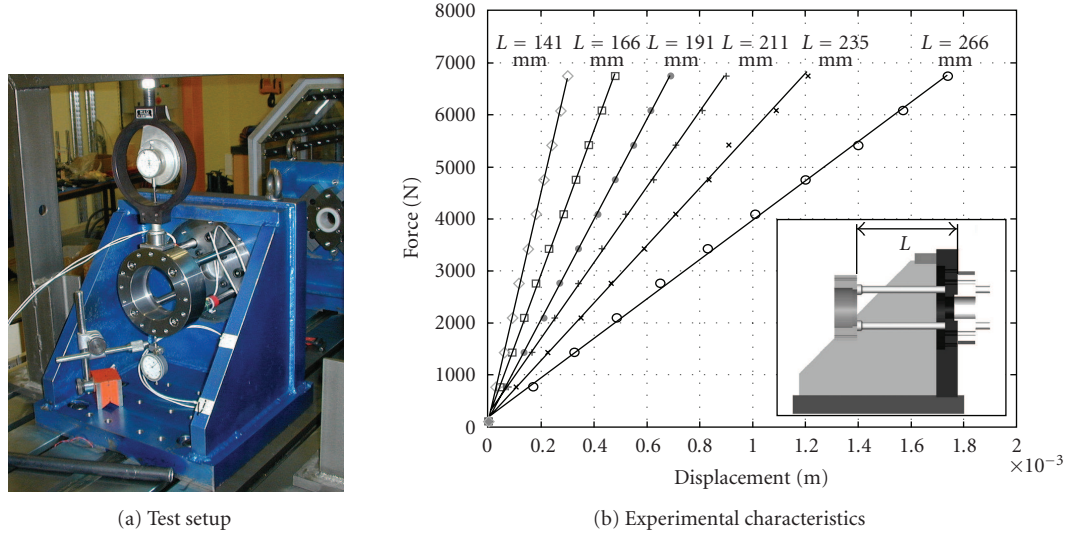 8000
7000
6000
5000
4000
3000
2000
1000
0
Force (N)
L = 141 mm
L = 166 mm
L = 191 mm
L = 211 mm
L = 235 mm
L = 266 mm
L
0 0.2 0.4 0.6 0.8 1 1.2 1.4 1.6 1.8 2
×10−3
Displacement (m)
(a) Test setup
(b) Experimental characteristics